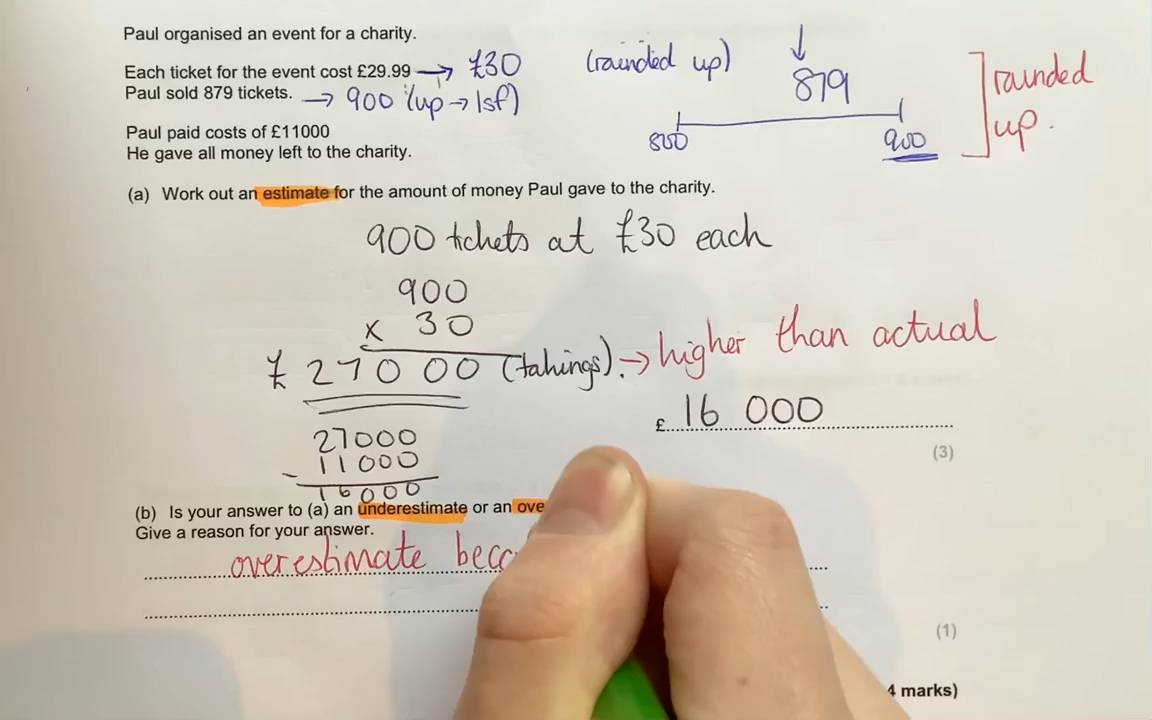 Paul organised an event for a charity.
Each ticket for the event cost £29.99 → £30 (rounded up)
Paul sold 879 tickets. → 900 (up → 1sf)
↓
879
800 900
rounded
up.
Paul paid costs of £11000
He gave all money left to the charity.
(a) Work out an estimate for the amount of money Paul gave to the charity.
900 tickets at £30 each
900
x 30
£ 27000 (takings). → higher than actual
£ 16 000
(3)
27000
- 11000
16000
(b) Is your answer to (a) an underestimate or an
Give a reason for your answer.
overestimate
(1)
4 marks)